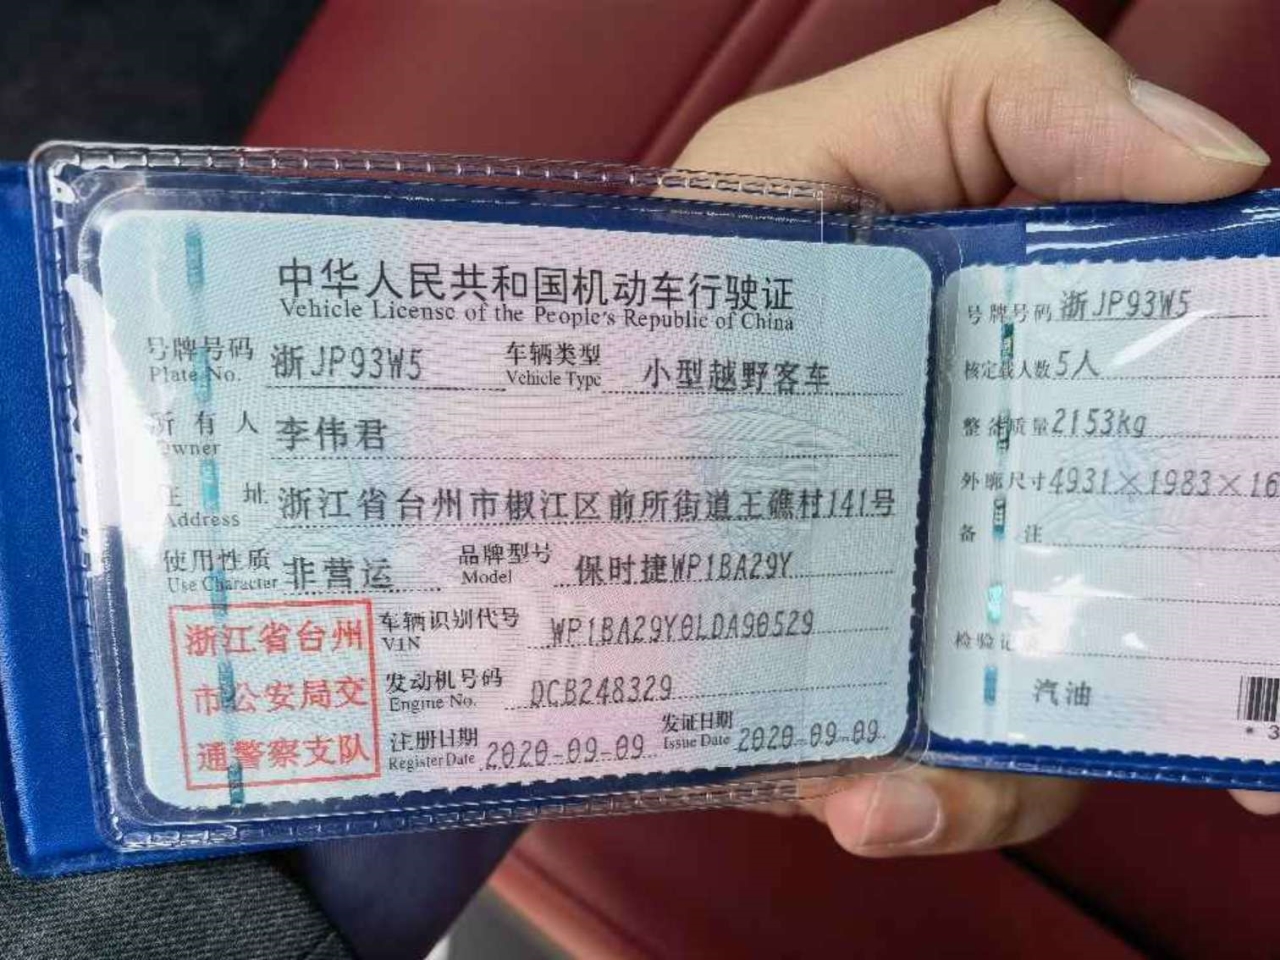 中华人民共和国机动车行驶证
Vehicle License of the People's Republic of China
号牌号码 浙JP93W5 车辆类型 小型越野客车
Plate No. Vehicle Type
所有人 李伟君
Owner
住址 浙江省台州市椒江区前所街道王礁村141号
Address
使用性质 非营运 品牌型号 保时捷WP1BA29Y
Use Character Model
浙江省台州
市公安局交
通警察支队
车辆识别代号 WP1BA29Y0LDA90529
VIN
发动机号码 DCB248329
Engine No.
注册日期 2020-09-09 发证日期 2020-09-09
Register Date Issue Date
号牌号码 浙JP93W5
核定载人数 5人
整备质量 2153kg
外廓尺寸 4931×1983×16
备注
检验记
汽油
* 3